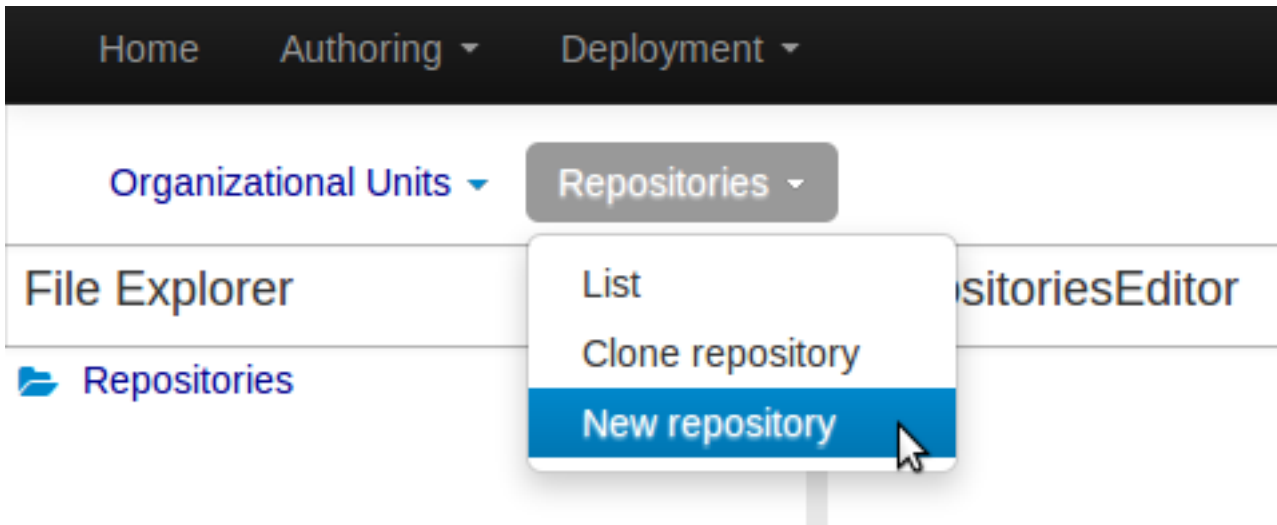 Home Authoring Deployment
Organizational Units Repositories
File Explorer sitoriesEditor
List
Clone repository
New repository
Repositories